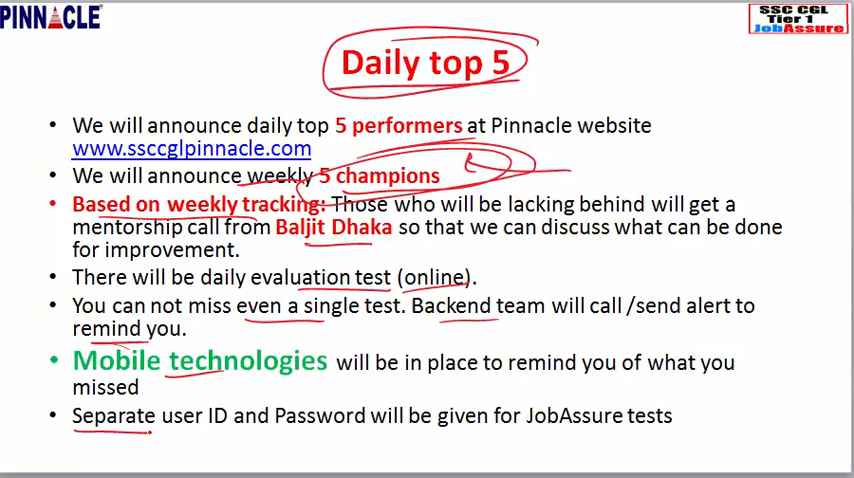 PINNACLE
SSC CGL
Tier 1
JobAssure
Daily top 5
• We will announce daily top 5 performers at Pinnacle website
www.ssccglpinnacle.com
• We will announce weekly 5 champions
• Based on weekly tracking: Those who will be lacking behind will get a
mentorship call from Baljit Dhaka so that we can discuss what can be done
for improvement.
• There will be daily evaluation test (online).
• You can not miss even a single test. Backend team will call /send alert to
remind you.
• Mobile technologies will be in place to remind you of what you
missed
• Separate user ID and Password will be given for JobAssure tests